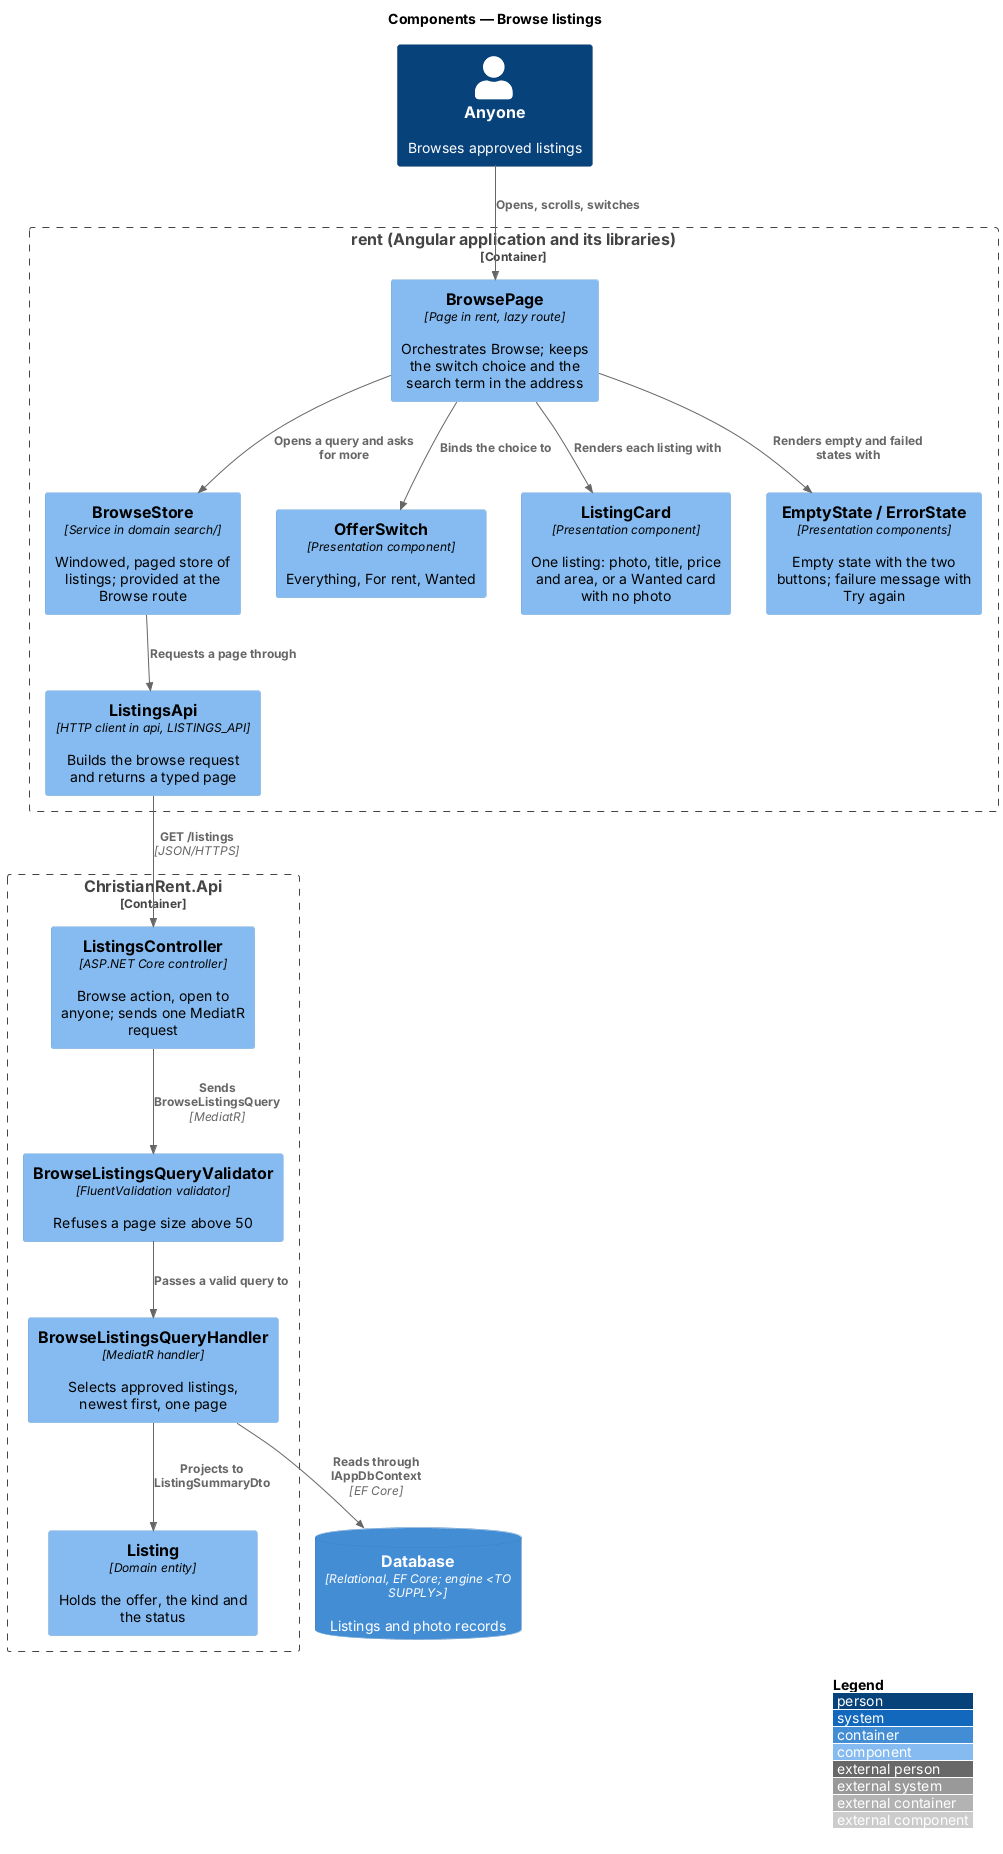 Components — Browse listings
Anyone
Browses approved listings
Opens, scrolls, switches
rent (Angular application and its libraries)
[Container]
BrowsePage
[Page in rent, lazy route]
Orchestrates Browse; keeps
the switch choice and the
search term in the address
Opens a query and asks
for more
Binds the choice to
Renders each listing with
Renders empty and failed
states with
BrowseStore
[Service in domain search/]
Windowed, paged store of
listings; provided at the
Browse route
OfferSwitch
[Presentation component]
Everything, For rent, Wanted
ListingCard
[Presentation component]
One listing: photo, title, price
and area, or a Wanted card
with no photo
EmptyState / ErrorState
[Presentation components]
Empty state with the two
buttons; failure message with
Try again
Requests a page through
ListingsApi
[HTTP client in api, LISTINGS_API]
Builds the browse request
and returns a typed page
GET /listings
[JSON/HTTPS]
ChristianRent.Api
[Container]
ListingsController
[ASP.NET Core controller]
Browse action, open to
anyone; sends one MediatR
request
Sends
BrowseListingsQuery
[MediatR]
BrowseListingsQueryValidator
[FluentValidation validator]
Refuses a page size above 50
Passes a valid query to
BrowseListingsQueryHandler
[MediatR handler]
Selects approved listings,
newest first, one page
Projects to
ListingSummaryDto
Reads through
IAppDbContext
[EF Core]
Listing
[Domain entity]
Holds the offer, the kind and
the status
Database
[Relational, EF Core; engine <TO
SUPPLY>]
Listings and photo records
Legend
person
system
container
component
external person
external system
external container
external component